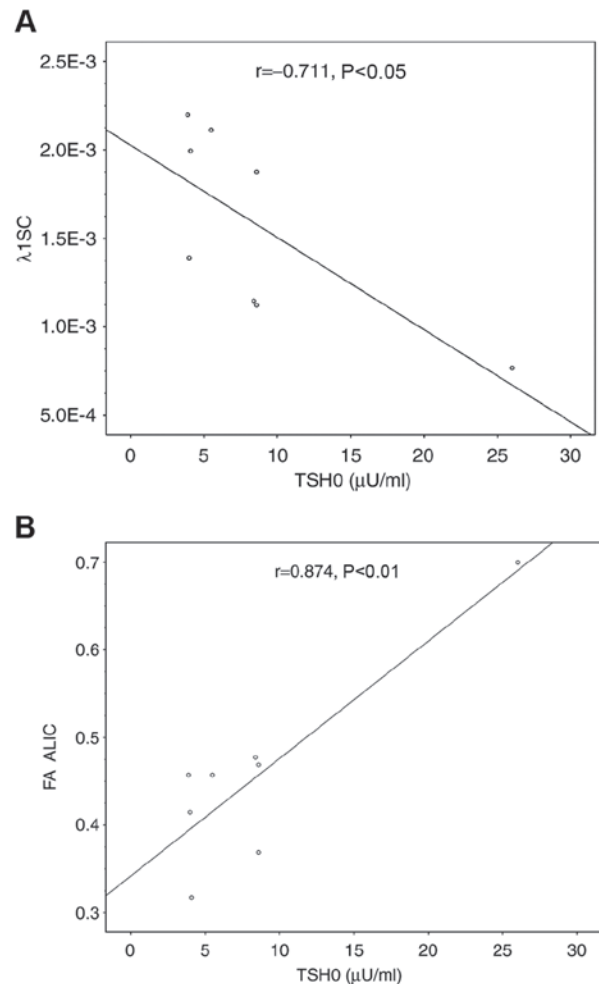 A
r=−0.711, P<0.05
2.5E-3
2.0E-3
1.5E-3
1.0E-3
5.0E-4
λ1SC
0 5 10 15 20 25 30
TSH0 (μU/ml)
B
r=0.874, P<0.01
0.7
0.6
0.5
0.4
0.3
FA ALIC
0 5 10 15 20 25 30
TSH0 (μU/ml)